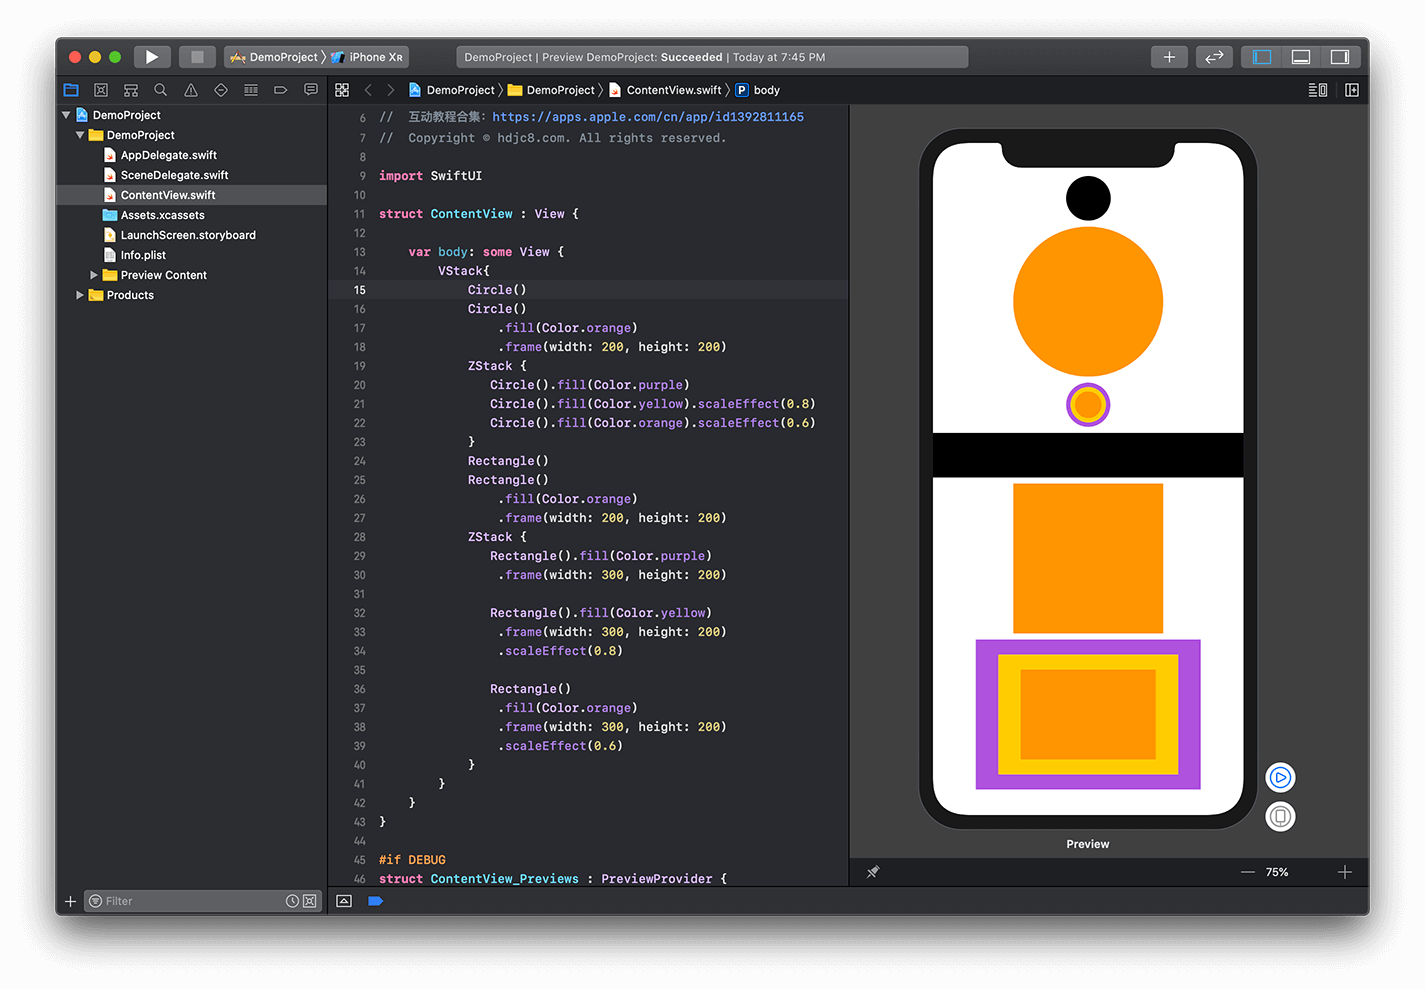 DemoProject 〉 iPhone XR
DemoProject | Preview DemoProject: Succeeded | Today at 7:45 PM
DemoProject 〉 DemoProject 〉 ContentView.swift 〉 P body
DemoProject
DemoProject
AppDelegate.swift
SceneDelegate.swift
ContentView.swift
Assets.xcassets
LaunchScreen.storyboard
Info.plist
Preview Content
Products
Filter
6 // 互动教程合集：https://apps.apple.com/cn/app/id1392811165
7 // Copyright © hdjc8.com. All rights reserved.
8
9 import SwiftUI
10
11 struct ContentView : View {
12
13 var body: some View {
14 VStack{
15 Circle()
16 Circle()
17 .fill(Color.orange)
18 .frame(width: 200, height: 200)
19 ZStack {
20 Circle().fill(Color.purple)
21 Circle().fill(Color.yellow).scaleEffect(0.8)
22 Circle().fill(Color.orange).scaleEffect(0.6)
23 }
24 Rectangle()
25 Rectangle()
26 .fill(Color.orange)
27 .frame(width: 200, height: 200)
28 ZStack {
29 Rectangle().fill(Color.purple)
30 .frame(width: 300, height: 200)
31
32 Rectangle().fill(Color.yellow)
33 .frame(width: 300, height: 200)
34 .scaleEffect(0.8)
35
36 Rectangle()
37 .fill(Color.orange)
38 .frame(width: 300, height: 200)
39 .scaleEffect(0.6)
40 }
41 }
42 }
43 }
44
45 #if DEBUG
46 struct ContentView_Previews : PreviewProvider {
Preview
75%